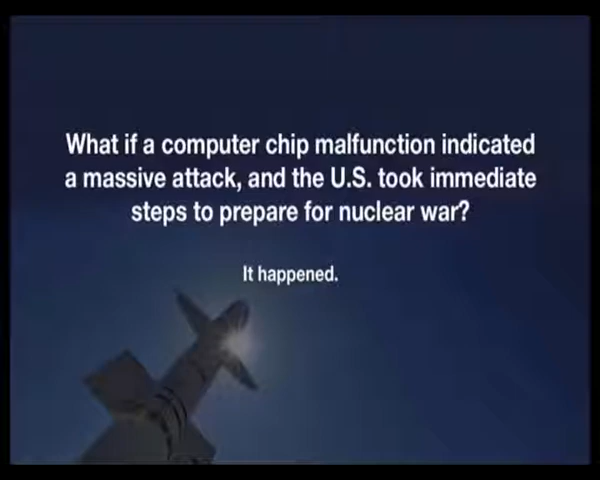 What if a computer chip malfunction indicated
a massive attack, and the U.S. took immediate
steps to prepare for nuclear war?
It happened.